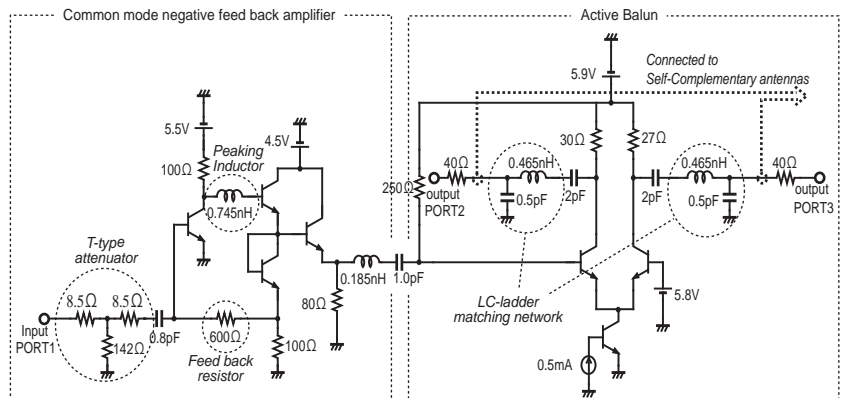 Common mode negative feed back amplifier
Active Balun
5.9V
Connected to
Self-Complementary antennas
5.5V
Peaking
Inductor
4.5V
100Ω
0.745nH
250Ω
40Ω
output
PORT2
0.465nH
0.5pF
2pF
30Ω
27Ω
2pF
0.465nH
0.5pF
40Ω
output
PORT3
T-type
attenuator
8.5Ω
8.5Ω
Input
PORT1
142Ω
0.8pF
600Ω
Feed back
resistor
100Ω
80Ω
0.185nH
1.0pF
LC-ladder
matching network
5.8V
0.5mA